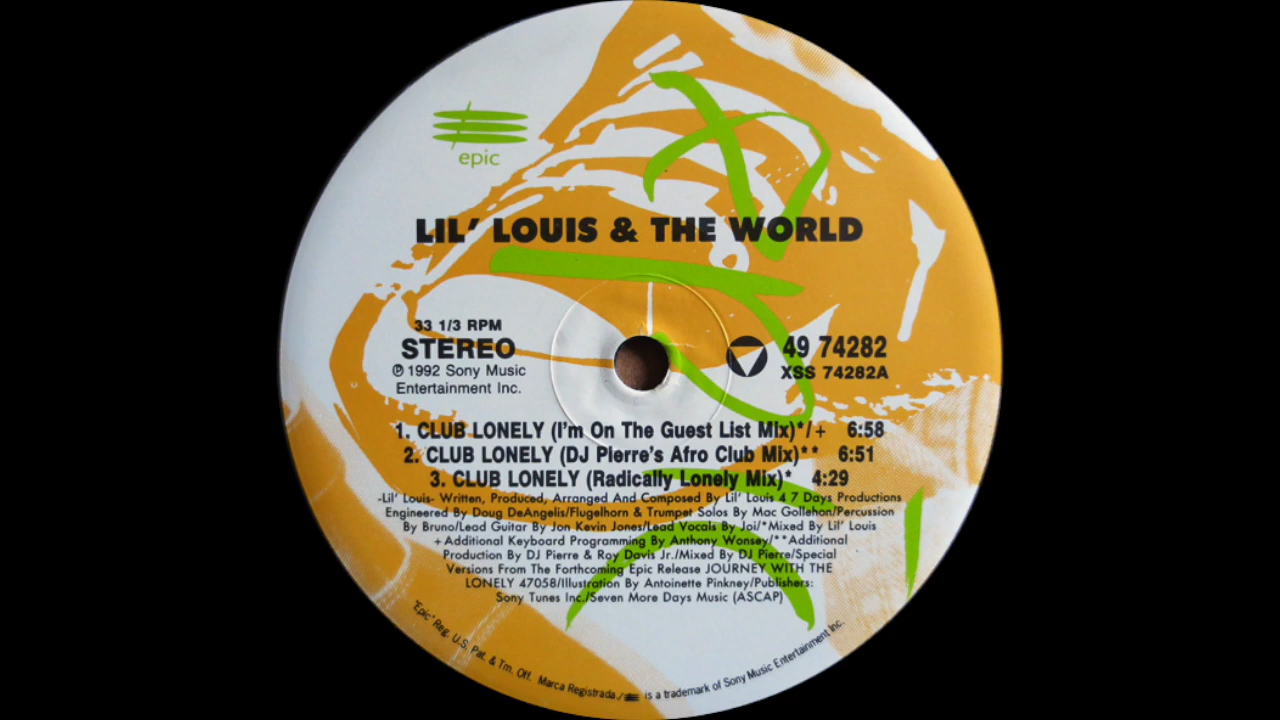 epic
LIL' LOUIS & THE WORLD
33 1/3 RPM
STEREO
℗ 1992 Sony Music
Entertainment Inc.
49 74282
XSS 74282A
1. CLUB LONELY (I'm On The Guest List Mix)*/+ 6:58
2. CLUB LONELY (DJ Pierre's Afro Club Mix)** 6:51
3. CLUB LONELY (Radically Lonely Mix)* 4:29
-Lil' Louis- Written, Produced, Arranged And Composed By Lil' Louis 4 7 Days Productions
Engineered By Doug DeAngelis/Flugelhorn & Trumpet Solos By Mac Gollehon/Percussion
By Bruno/Lead Guitar By Jon Kevin Jones/Lead Vocals By Joi/*Mixed By Lil' Louis
+Additional Keyboard Programming By Anthony Wonsey/**Additional
Production By DJ Pierre & Roy Davis Jr./Mixed By DJ Pierre/Special
Versions From The Forthcoming Epic Release JOURNEY WITH THE
LONELY 47058/Illustration By Antoinette Pinkney/Publishers:
Sony Tunes Inc./Seven More Days Music (ASCAP)
"Epic" Reg. U.S. Pat. & Tm. Off. Marca Registrada./ is a trademark of Sony Music Entertainment Inc.